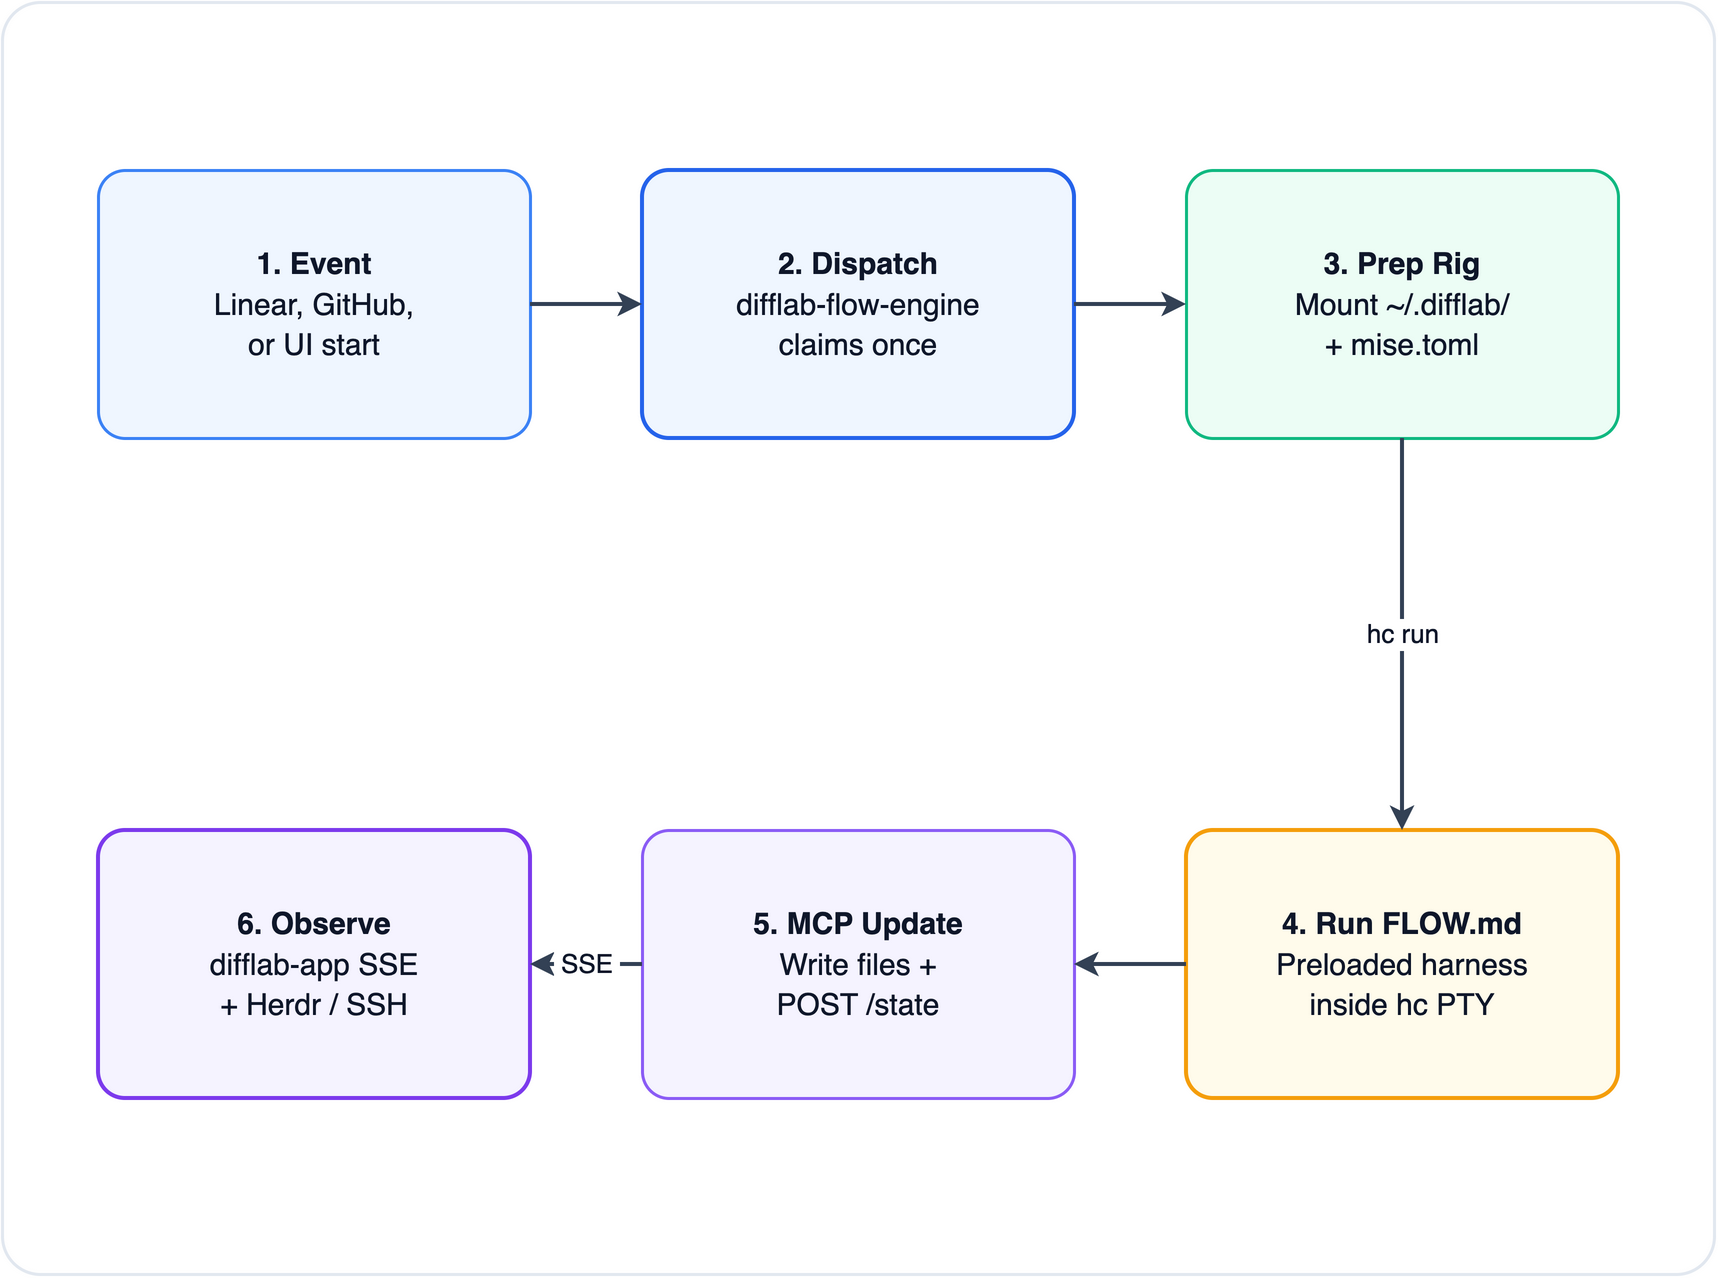 1. Event
Linear, GitHub,
or UI start
2. Dispatch
difflab-flow-engine
claims once
3. Prep Rig
Mount ~/.difflab/
+ mise.toml
hc run
4. Run FLOW.md
Preloaded harness
inside hc PTY
5. MCP Update
Write files +
POST /state
SSE
6. Observe
difflab-app SSE
+ Herdr / SSH